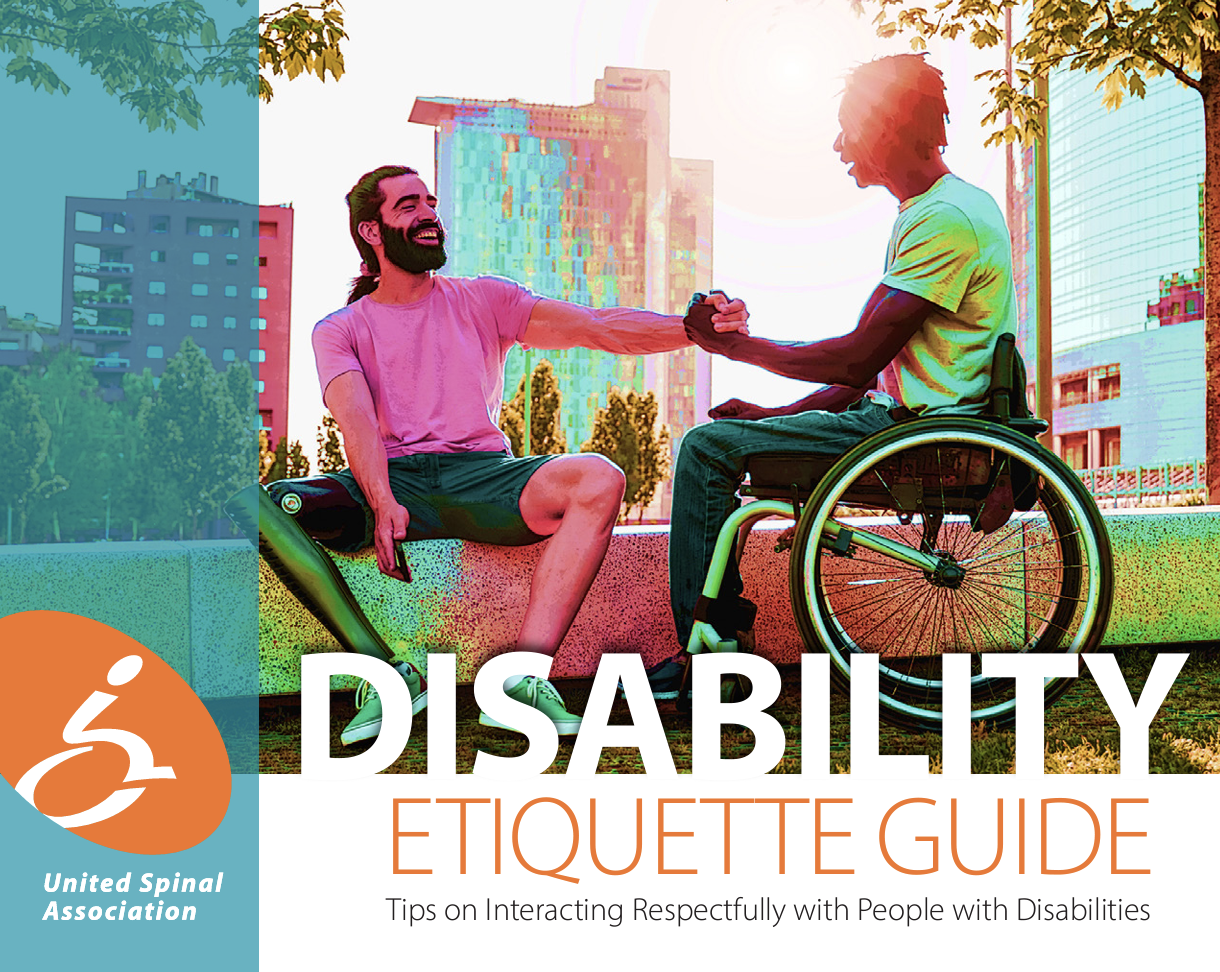 DISABILITY
ETIQUETTE GUIDE
Tips on Interacting Respectfully with People with Disabilities
United Spinal
Association